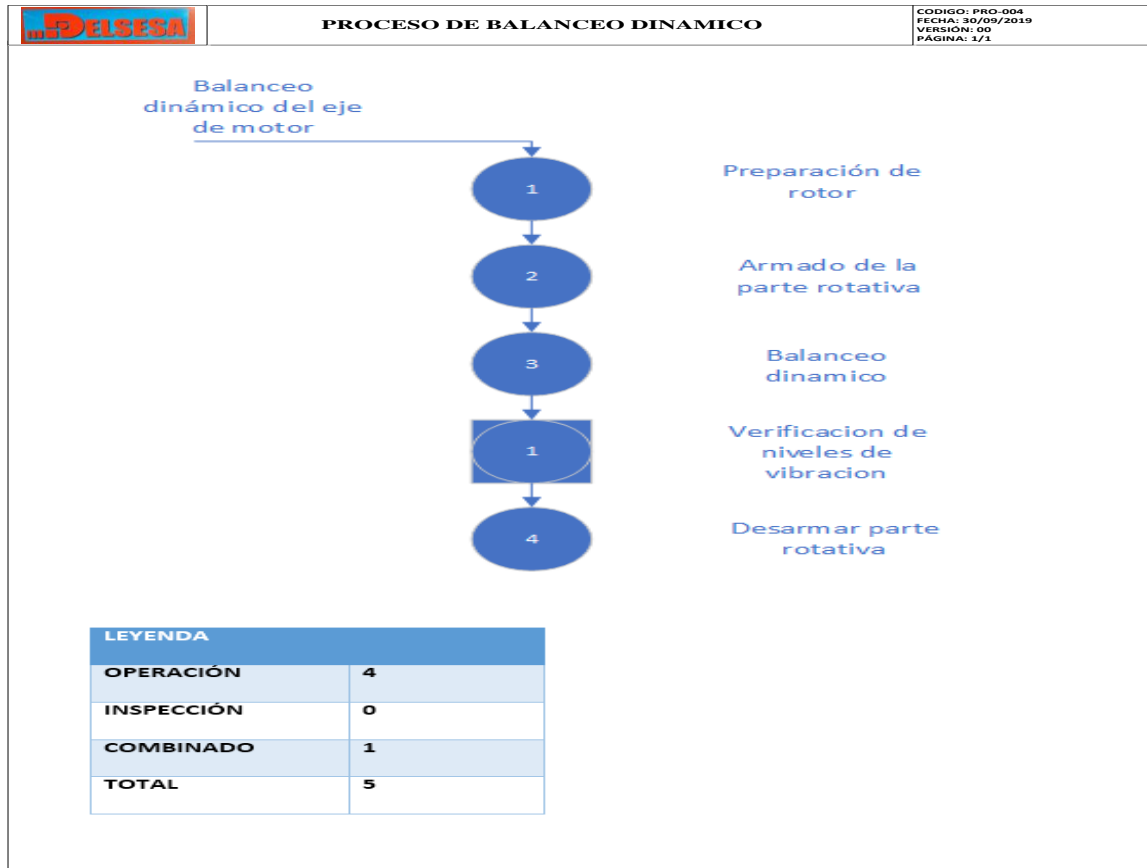 DELSESA
PROCESO DE BALANCEO DINAMICO
CODIGO: PRO-004
FECHA: 30/09/2019
VERSIÓN: 00
PÁGINA: 1/1
Balanceo
dinámico del eje
de motor
1
Preparación de
rotor
2
Armado de la
parte rotativa
3
Balanceo
dinamico
1
Verificacion de
niveles de
vibracion
4
Desarmar parte
rotativa
LEYENDA
OPERACIÓN 4
INSPECCIÓN 0
COMBINADO 1
TOTAL 5